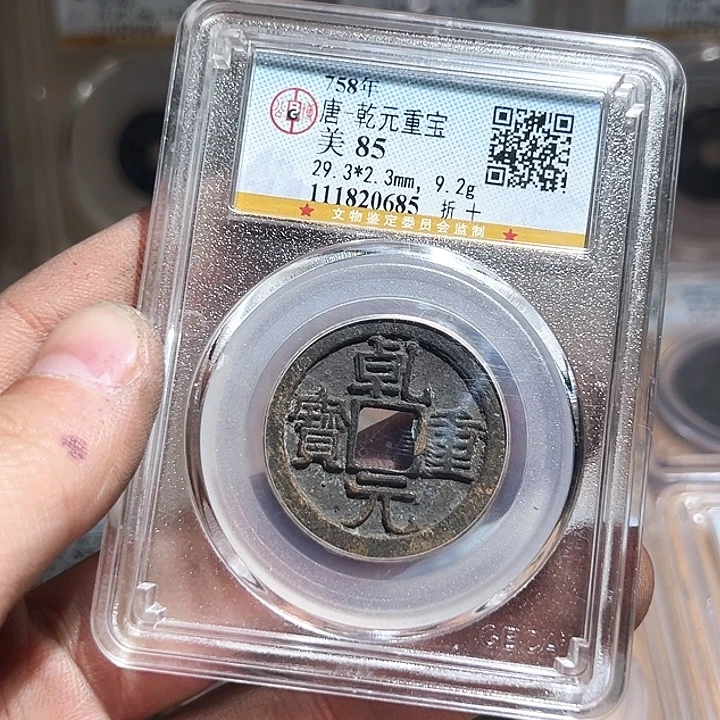 758年
唐-乾元重宝
美 85
29.3*2.3mm, 9.2g
111820685 折十
文物鉴定委员会监制
乾元重寶